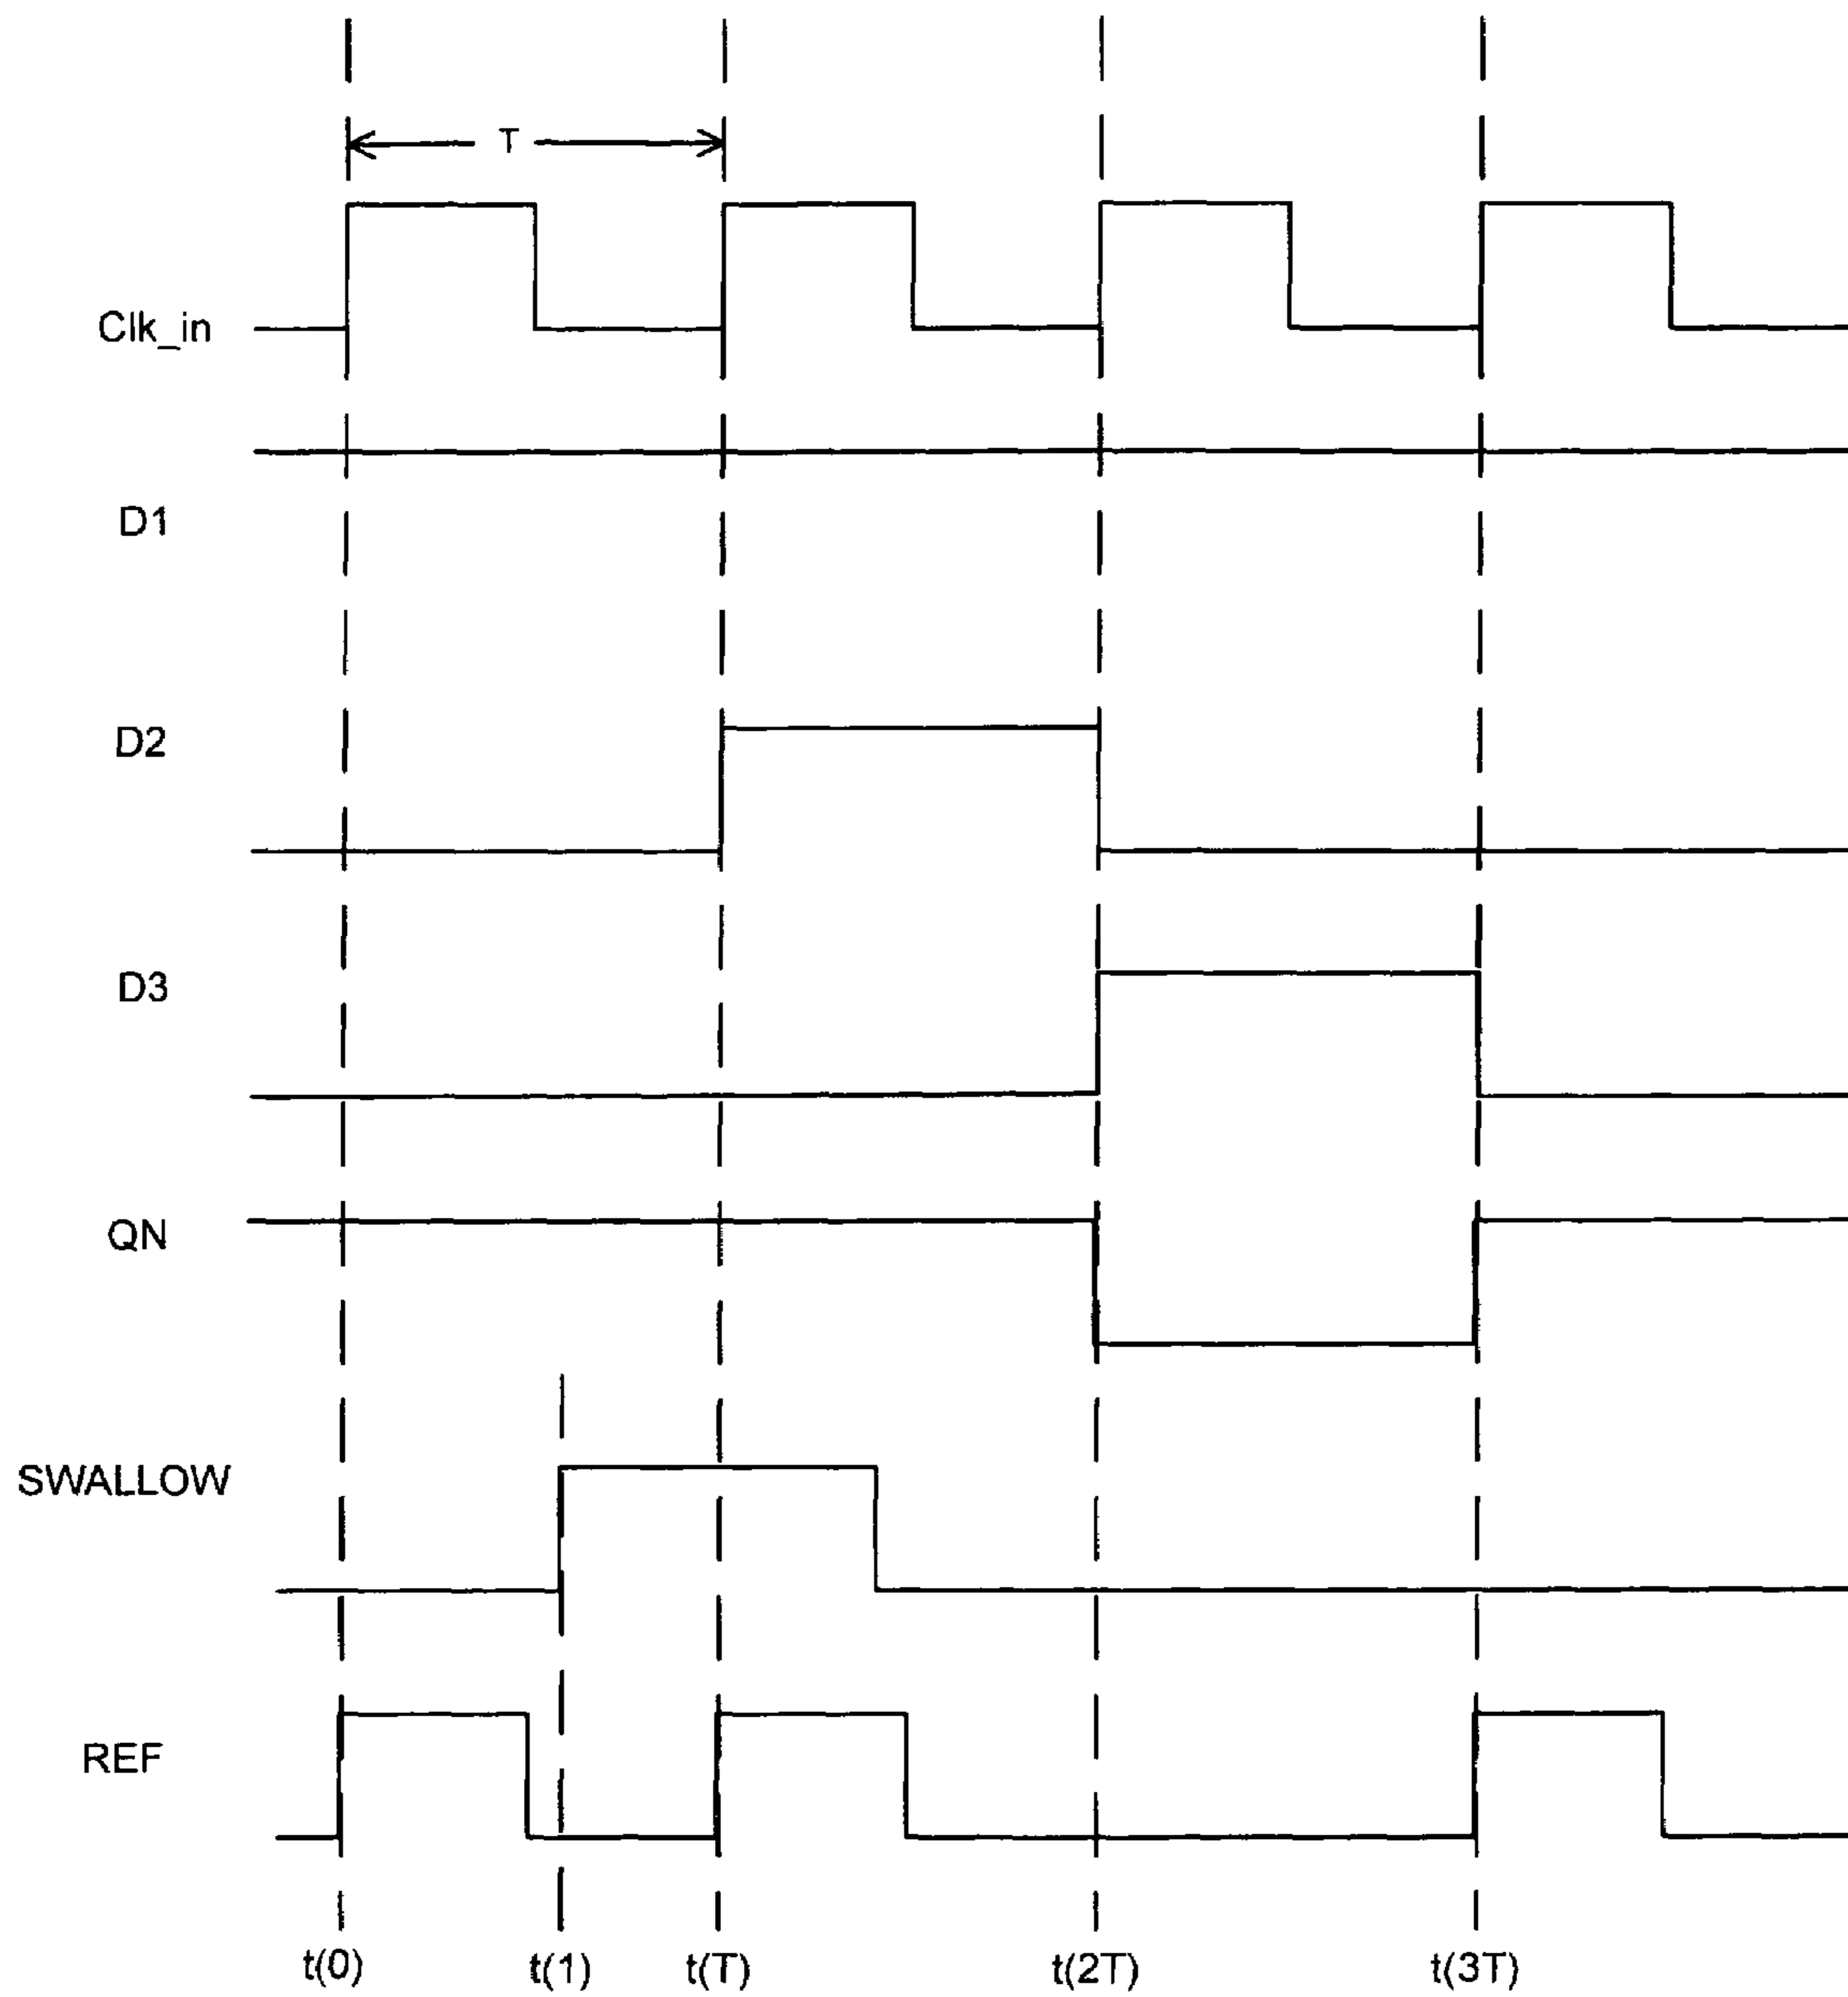 T
Clk_in
D1
D2
D3
QN
SWALLOW
REF
t(0) t(1) t(T) t(2T) t(3T)